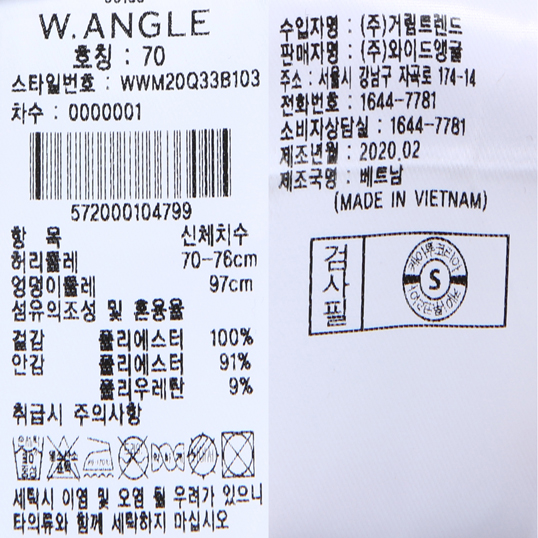 W.ANGLE
호칭 : 70
스타일번호 : WWM20Q33B103
차수 : 0000001
572000104799
항 목 신체치수
허리둘레 70-76cm
엉덩이둘레 97cm
섬유의조성 및 혼용율
겉감 폴리에스터 100%
안감 폴리에스터 91%
폴리우레탄 9%
취급시 주의사항
세탁시 이염 및 오염 될 우려가 있으니
타의류와 함께 세탁하지 마십시오
수입자명 : (주)거림트렌드
판매자명 : (주)와이드앵글
주소 : 서울시 강남구 자곡로 174-14
전화번호 : 1644-7781
소비자상담실 : 1644-7781
제조년월 : 2020.02
제조국명 : 베트남
(MADE IN VIETNAM)
검사필
S